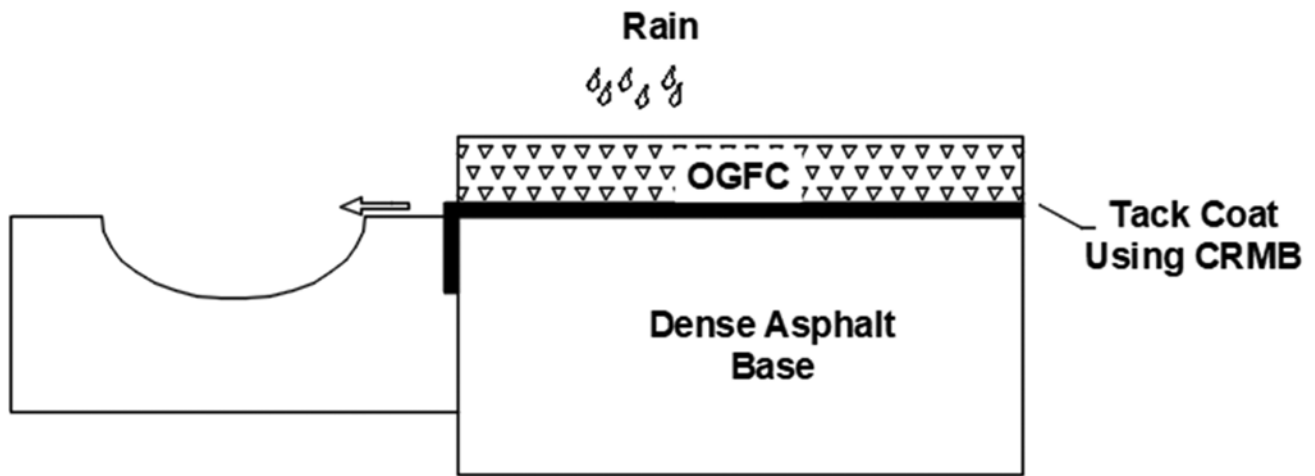 Rain
OGFC
Tack Coat
Using CRMB
Dense Asphalt
Base